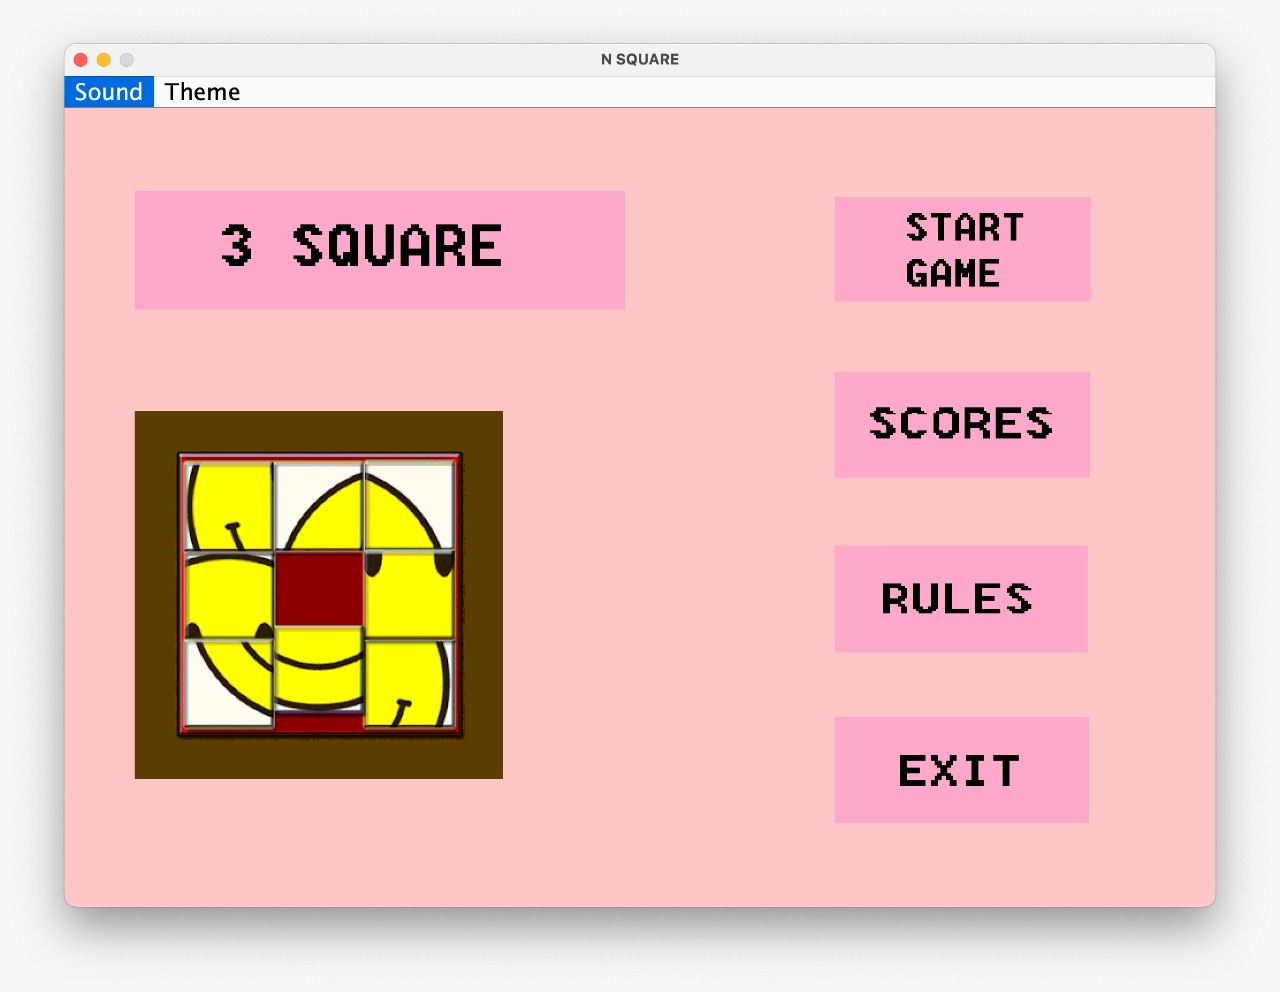 N SQUARE
Sound Theme
3 SQUARE
START
GAME
SCORES
RULES
EXIT